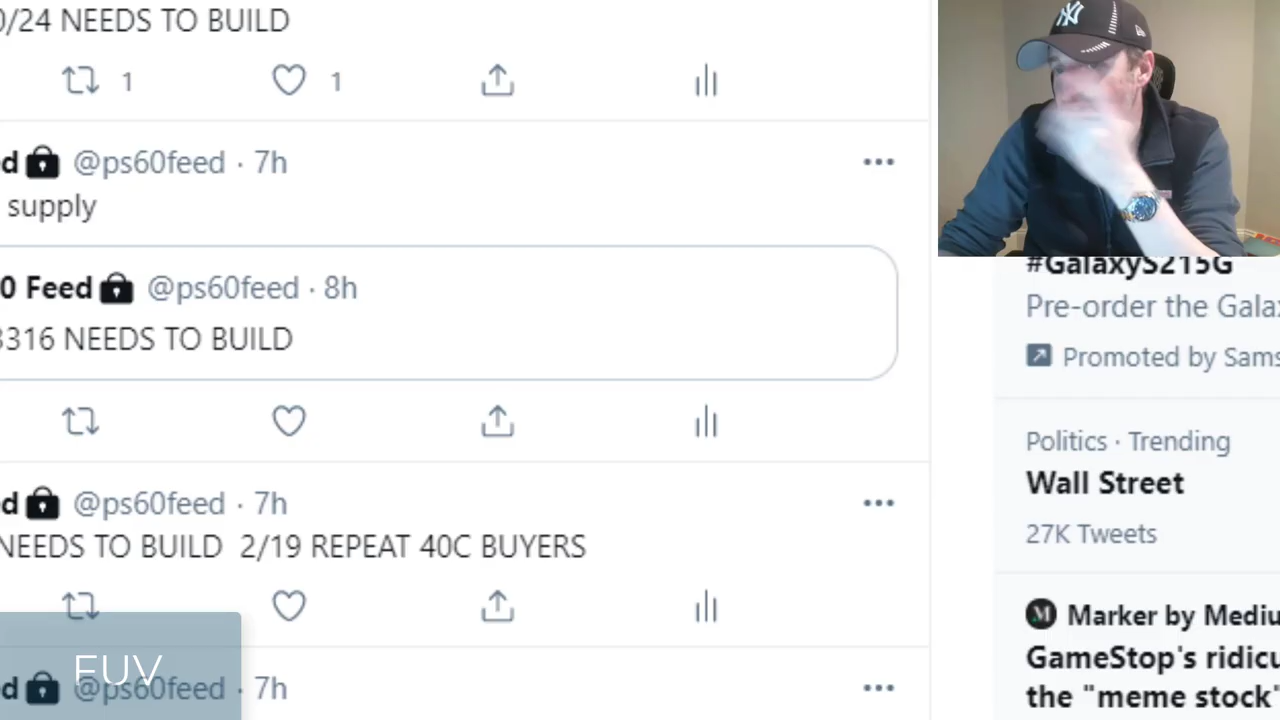 0/24 NEEDS TO BUILD
1 1
d @ps60feed · 7h
supply
0 Feed @ps60feed · 8h
3316 NEEDS TO BUILD
d @ps60feed · 7h
NEEDS TO BUILD 2/19 REPEAT 40C BUYERS
d @ps60feed · 7h
FUV
NY
#GalaxyS215G
Pre-order the Gala
Promoted by Sams
Politics · Trending
Wall Street
27K Tweets
M Marker by Mediu
GameStop's ridicu
the "meme stock"